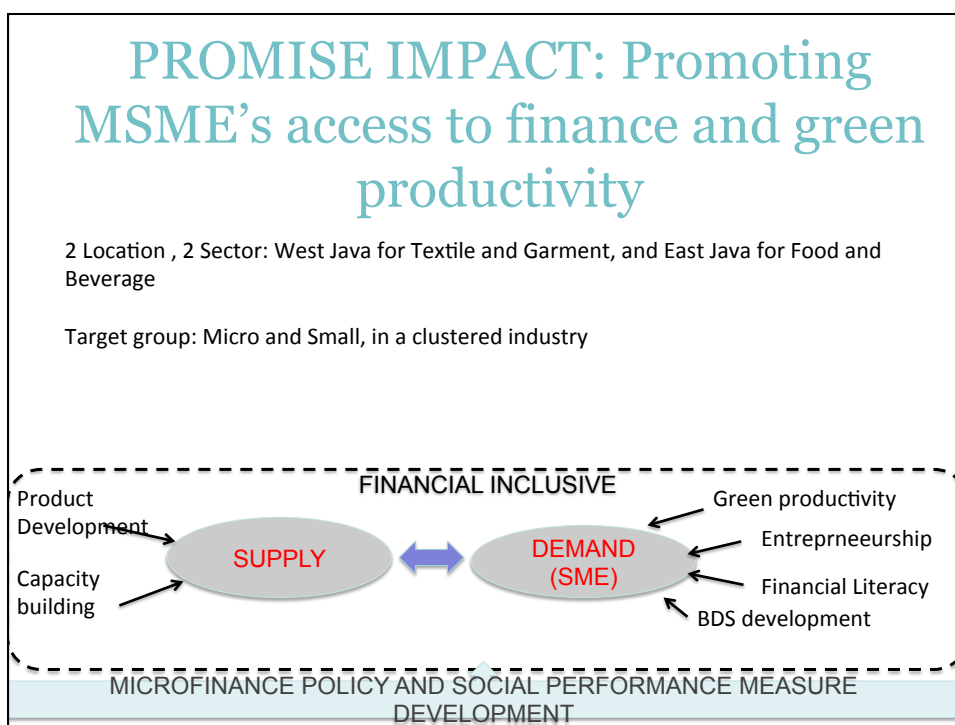 PROMISE IMPACT: Promoting
MSME’s access to finance and green
productivity
2 Location , 2 Sector: West Java for Textile and Garment, and East Java for Food and
Beverage
Target group: Micro and Small, in a clustered industry
FINANCIAL INCLUSIVE
Product
Development
Capacity
building
SUPPLY
DEMAND
(SME)
Green productivity
Entreprneeurship
Financial Literacy
BDS development
MICROFINANCE POLICY AND SOCIAL PERFORMANCE MEASURE
DEVELOPMENT